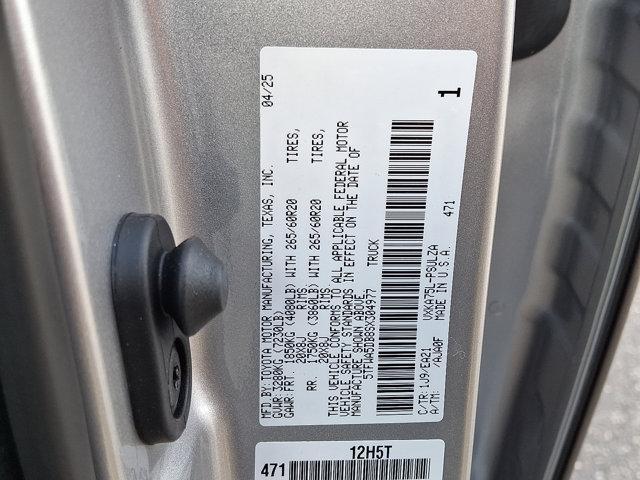 MFD.BY:TOYOTA MOTOR MANUFACTURING, TEXAS, INC. 04/25
GVWR: 3280KG (7230LB)
GAWR: FRT. 1850KG (4080LB) WITH 265/60R20 TIRES,
20X8J RIMS,
RR. 1750KG (3860LB) WITH 265/60R20 TIRES,
20X8J RIMS
THIS VEHICLE CONFORMS TO ALL APPLICABLE FEDERAL MOTOR
VEHICLE SAFETY STANDARDS IN EFFECT ON THE DATE OF
MANUFACTURE SHOWN ABOVE.
5TFWA5DB8SX304977 TRUCK
C/TR: 1J9/EA21 VXKA75L-PSULZA 471
A/TM: /AJA0F MADE IN U.S.A.
1
12H5T
471